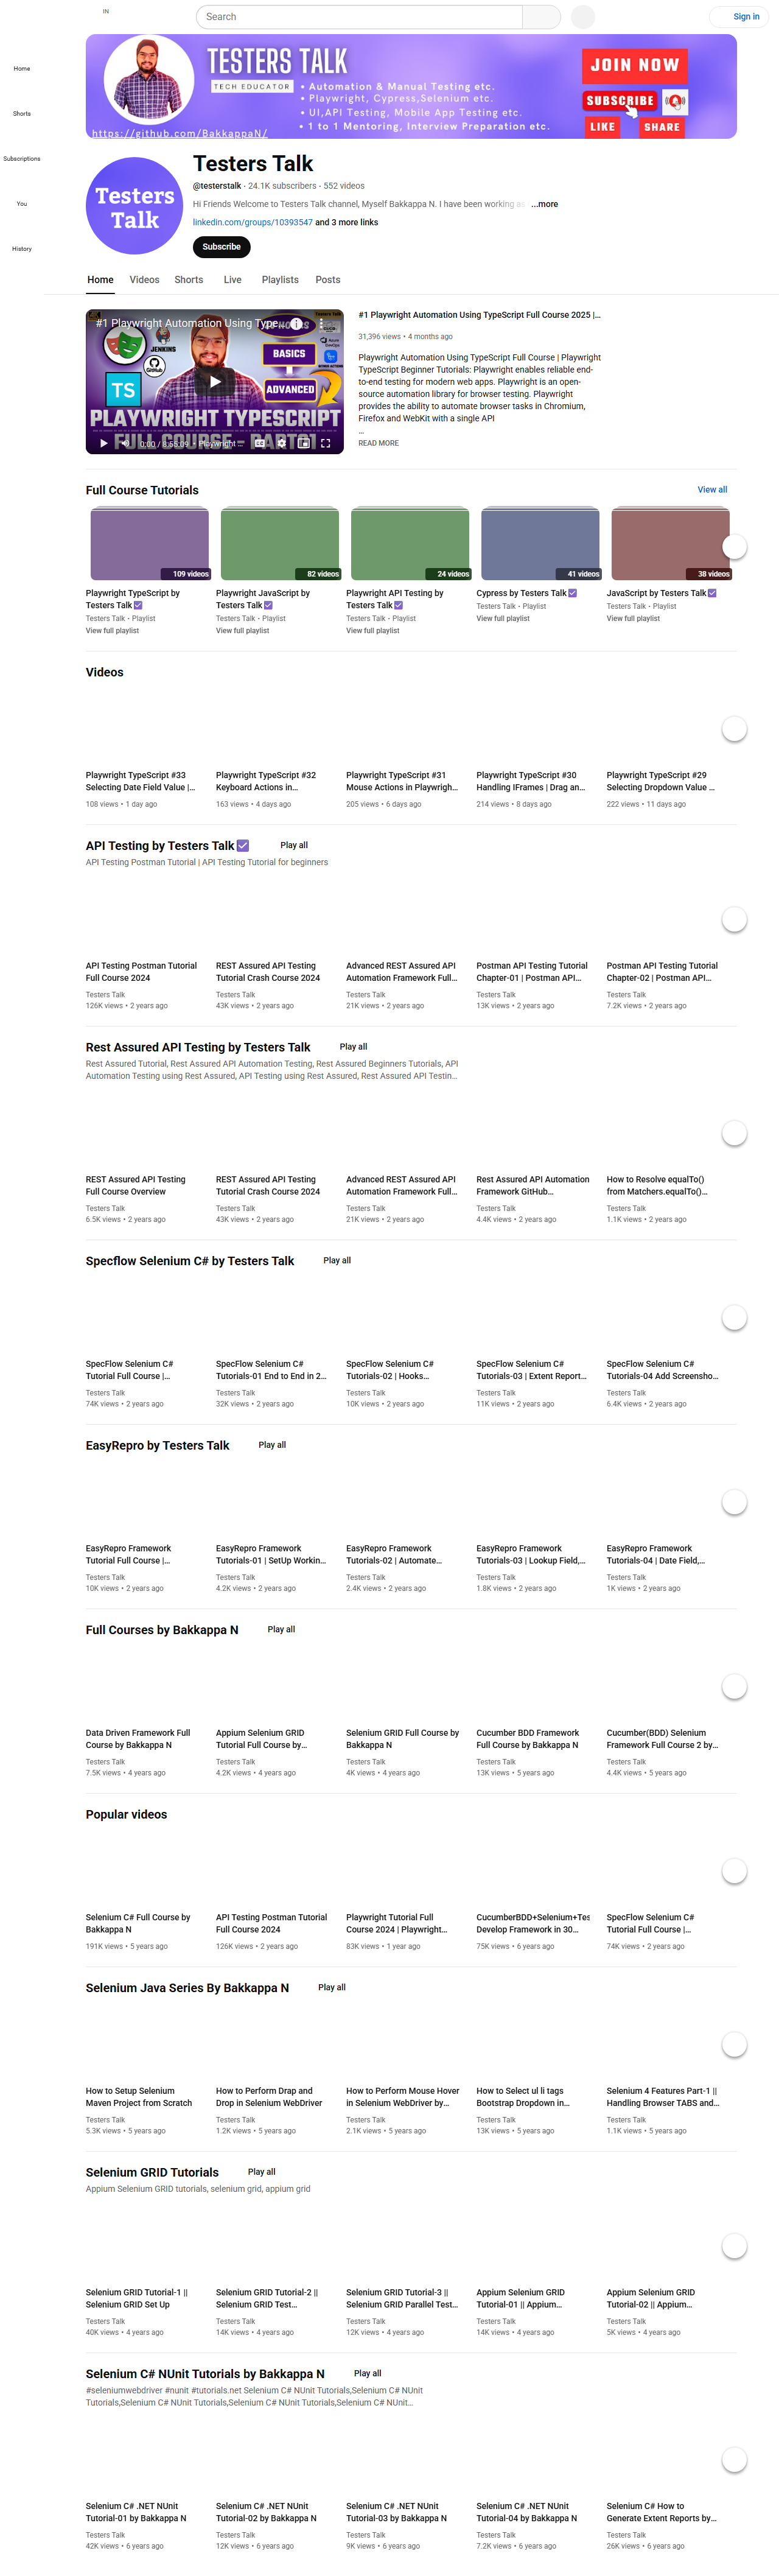 IN
Search
Sign in
Home
Shorts
Subscriptions
You
History
TESTERS TALK
TECH EDUCATOR
• Automation & Manual Testing etc.
• Playwright, Cypress,Selenium etc.
• UI,API Testing, Mobile App Testing etc.
• 1 to 1 Mentoring, Interview Preparation etc.
https://github.com/BakkappaN/
JOIN NOW
SUBSCRIBE
LIKE
SHARE
Testers
Talk
Testers Talk
@testerstalk · 24.1K subscribers · 552 videos
Hi Friends Welcome to Testers Talk channel, Myself Bakkappa N. I have been working as ...more
linkedin.com/groups/10393547 and 3 more links
Subscribe
Home Videos Shorts Live Playlists Posts
#1 Playwright Automation Using Type...
JENKINS
GitHub
TS
BASICS
ADVANCED
PLAYWRIGHT TYPESCRIPT
FULL COURSE
0:00 / 8:55:09 • Playwright ...
#1 Playwright Automation Using TypeScript Full Course 2025 |...
31,396 views • 4 months ago
Playwright Automation Using TypeScript Full Course | Playwright
TypeScript Beginner Tutorials: Playwright enables reliable end-
to-end testing for modern web apps. Playwright is an open-
source automation library for browser testing. Playwright
provides the ability to automate browser tasks in Chromium,
Firefox and WebKit with a single API
...
READ MORE
Full Course Tutorials
View all
109 videos
82 videos
24 videos
41 videos
38 videos
Playwright TypeScript by
Testers Talk☑️
Testers Talk · Playlist
View full playlist
Playwright JavaScript by
Testers Talk☑️
Testers Talk · Playlist
View full playlist
Playwright API Testing by
Testers Talk☑️
Testers Talk · Playlist
View full playlist
Cypress by Testers Talk☑️
Testers Talk · Playlist
View full playlist
JavaScript by Testers Talk☑️
Testers Talk · Playlist
View full playlist
Videos
Playwright TypeScript #33
Selecting Date Field Value |...
108 views • 1 day ago
Playwright TypeScript #32
Keyboard Actions in...
163 views • 4 days ago
Playwright TypeScript #31
Mouse Actions in Playwrigh...
205 views • 6 days ago
Playwright TypeScript #30
Handling IFrames | Drag an...
214 views • 8 days ago
Playwright TypeScript #29
Selecting Dropdown Value ...
222 views • 11 days ago
API Testing by Testers Talk☑️ Play all
API Testing Postman Tutorial | API Testing Tutorial for beginners
API Testing Postman Tutorial
Full Course 2024
Testers Talk
126K views • 2 years ago
REST Assured API Testing
Tutorial Crash Course 2024
Testers Talk
43K views • 2 years ago
Advanced REST Assured API
Automation Framework Full...
Testers Talk
21K views • 2 years ago
Postman API Testing Tutorial
Chapter-01 | Postman API...
Testers Talk
13K views • 2 years ago
Postman API Testing Tutorial
Chapter-02 | Postman API...
Testers Talk
7.2K views • 2 years ago
Rest Assured API Testing by Testers Talk Play all
Rest Assured Tutorial, Rest Assured API Automation Testing, Rest Assured Beginners Tutorials, API
Automation Testing using Rest Assured, API Testing using Rest Assured, Rest Assured API Testin...
REST Assured API Testing
Full Course Overview
Testers Talk
6.5K views • 2 years ago
REST Assured API Testing
Tutorial Crash Course 2024
Testers Talk
43K views • 2 years ago
Advanced REST Assured API
Automation Framework Full...
Testers Talk
21K views • 2 years ago
Rest Assured API Automation
Framework GitHub...
Testers Talk
4.4K views • 2 years ago
How to Resolve equalTo()
from Matchers.equalTo()...
Testers Talk
1.1K views • 2 years ago
Specflow Selenium C# by Testers Talk Play all
SpecFlow Selenium C#
Tutorial Full Course |...
Testers Talk
74K views • 2 years ago
SpecFlow Selenium C#
Tutorials-01 End to End in 2...
Testers Talk
32K views • 2 years ago
SpecFlow Selenium C#
Tutorials-02 | Hooks...
Testers Talk
10K views • 2 years ago
SpecFlow Selenium C#
Tutorials-03 | Extent Report...
Testers Talk
11K views • 2 years ago
SpecFlow Selenium C#
Tutorials-04 Add Screensho...
Testers Talk
6.4K views • 2 years ago
EasyRepro by Testers Talk Play all
EasyRepro Framework
Tutorial Full Course |...
Testers Talk
10K views • 2 years ago
EasyRepro Framework
Tutorials-01 | SetUp Workin...
Testers Talk
4.2K views • 2 years ago
EasyRepro Framework
Tutorials-02 | Automate...
Testers Talk
2.4K views • 2 years ago
EasyRepro Framework
Tutorials-03 | Lookup Field,...
Testers Talk
1.8K views • 2 years ago
EasyRepro Framework
Tutorials-04 | Date Field,...
Testers Talk
1K views • 2 years ago
Full Courses by Bakkappa N Play all
Data Driven Framework Full
Course by Bakkappa N
Testers Talk
7.5K views • 4 years ago
Appium Selenium GRID
Tutorial Full Course by...
Testers Talk
4.2K views • 4 years ago
Selenium GRID Full Course by
Bakkappa N
Testers Talk
4K views • 4 years ago
Cucumber BDD Framework
Full Course by Bakkappa N
Testers Talk
13K views • 5 years ago
Cucumber(BDD) Selenium
Framework Full Course 2 by...
Testers Talk
4.4K views • 5 years ago
Popular videos
Selenium C# Full Course by
Bakkappa N
191K views • 5 years ago
API Testing Postman Tutorial
Full Course 2024
126K views • 2 years ago
Playwright Tutorial Full
Course 2024 | Playwright...
83K views • 1 year ago
CucumberBDD+Selenium+Tes
Develop Framework in 30...
75K views • 6 years ago
SpecFlow Selenium C#
Tutorial Full Course |...
74K views • 2 years ago
Selenium Java Series By Bakkappa N Play all
How to Setup Selenium
Maven Project from Scratch
Testers Talk
5.3K views • 5 years ago
How to Perform Drap and
Drop in Selenium WebDriver
Testers Talk
1.2K views • 5 years ago
How to Perform Mouse Hover
in Selenium WebDriver by...
Testers Talk
2.1K views • 5 years ago
How to Select ul li tags
Bootstrap Dropdown in...
Testers Talk
13K views • 5 years ago
Selenium 4 Features Part-1 ||
Handling Browser TABS and...
Testers Talk
1.1K views • 5 years ago
Selenium GRID Tutorials Play all
Appium Selenium GRID tutorials, selenium grid, appium grid
Selenium GRID Tutorial-1 ||
Selenium GRID Set Up
Testers Talk
40K views • 4 years ago
Selenium GRID Tutorial-2 ||
Selenium GRID Test...
Testers Talk
14K views • 4 years ago
Selenium GRID Tutorial-3 ||
Selenium GRID Parallel Test...
Testers Talk
12K views • 4 years ago
Appium Selenium GRID
Tutorial-01 || Appium...
Testers Talk
14K views • 4 years ago
Appium Selenium GRID
Tutorial-02 || Appium...
Testers Talk
5K views • 4 years ago
Selenium C# NUnit Tutorials by Bakkappa N Play all
#seleniumwebdriver #nunit #tutorials.net Selenium C# NUnit Tutorials,Selenium C# NUnit
Tutorials,Selenium C# NUnit Tutorials,Selenium C# NUnit Tutorials,Selenium C# NUnit...
Selenium C# .NET NUnit
Tutorial-01 by Bakkappa N
Testers Talk
42K views • 6 years ago
Selenium C# .NET NUnit
Tutorial-02 by Bakkappa N
Testers Talk
12K views • 6 years ago
Selenium C# .NET NUnit
Tutorial-03 by Bakkappa N
Testers Talk
9K views • 6 years ago
Selenium C# .NET NUnit
Tutorial-04 by Bakkappa N
Testers Talk
7.2K views • 6 years ago
Selenium C# How to
Generate Extent Reports by...
Testers Talk
26K views • 6 years ago